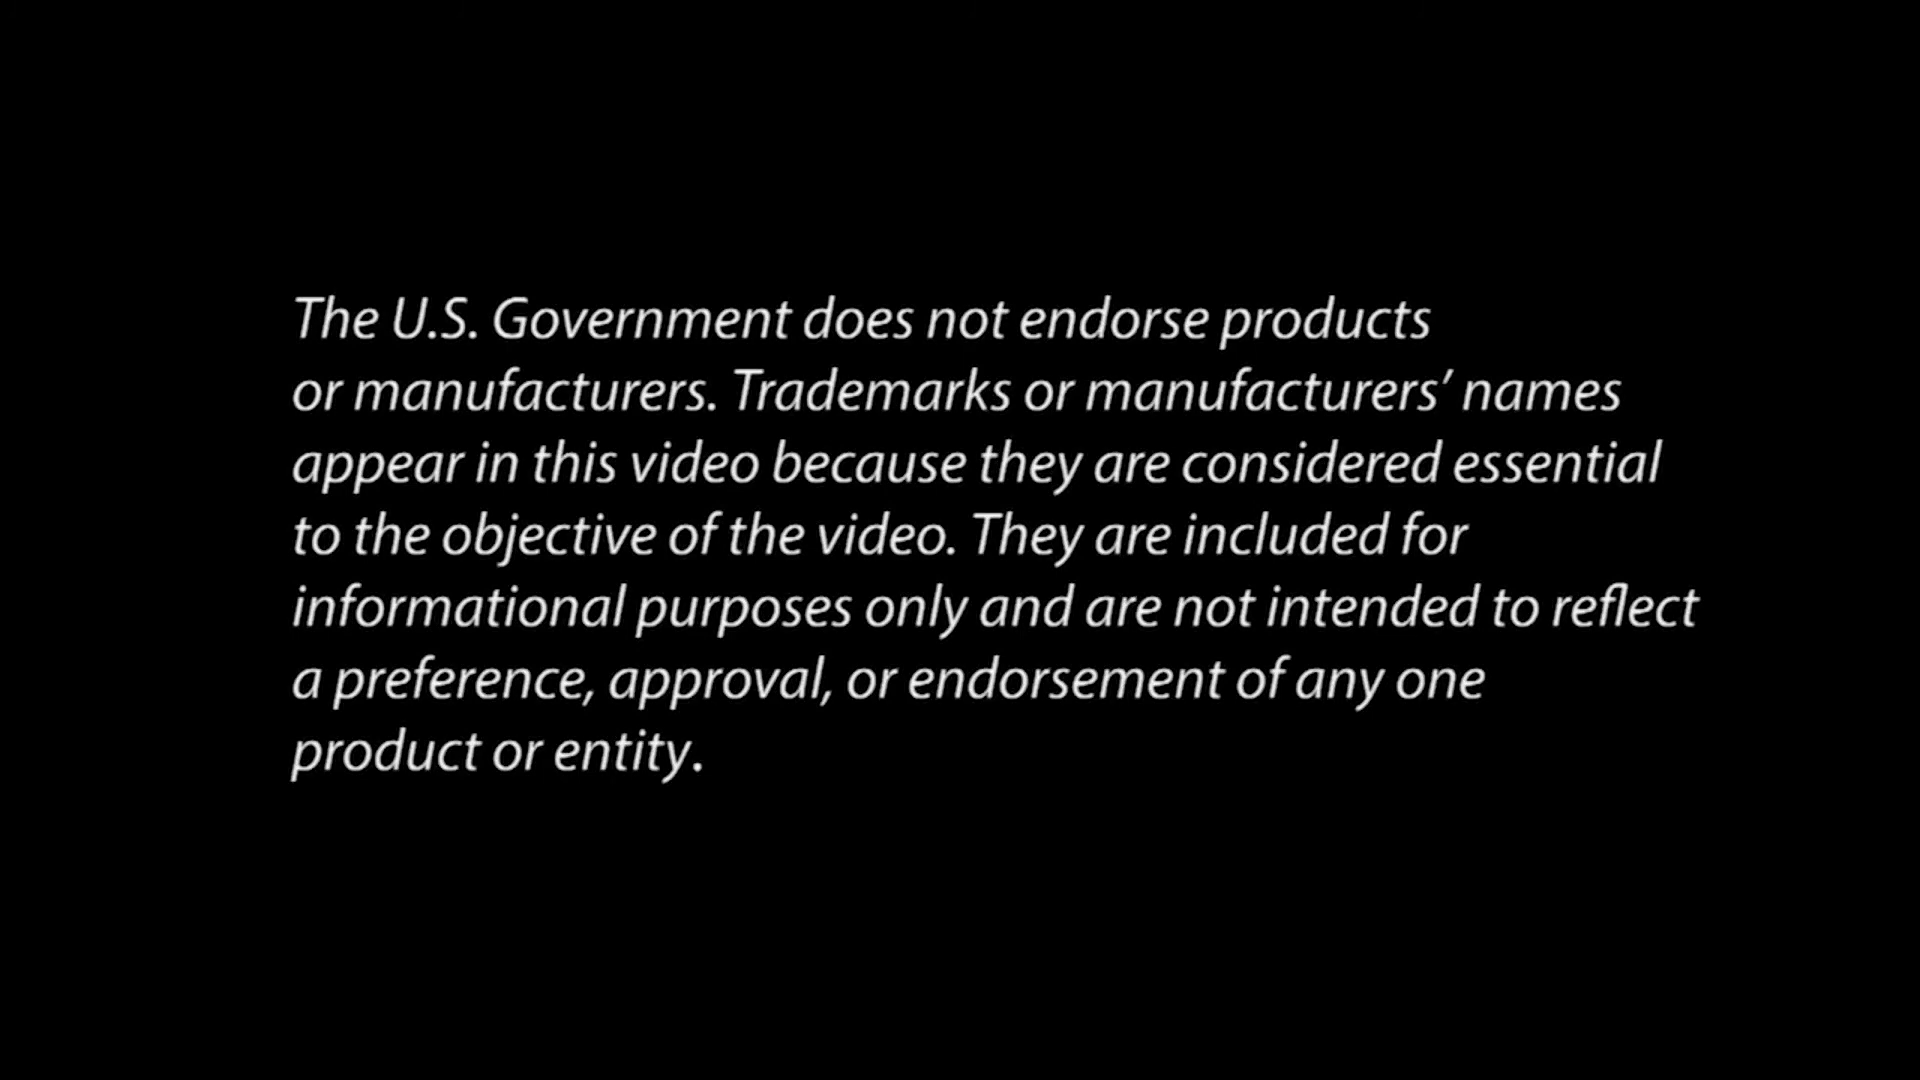 The U.S. Government does not endorse products
or manufacturers. Trademarks or manufacturers’ names
appear in this video because they are considered essential
to the objective of the video. They are included for
informational purposes only and are not intended to reflect
a preference, approval, or endorsement of any one
product or entity.